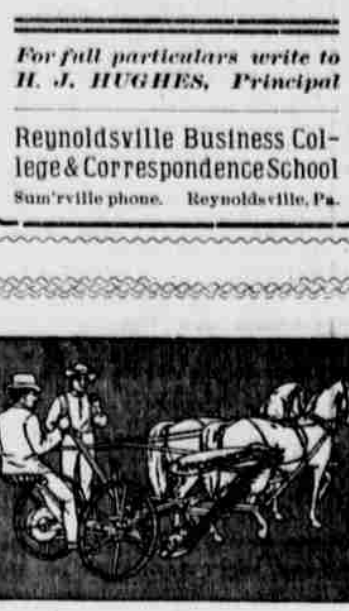 For full particulars write to
H. J. HUGHES, Principal
Reynoldsville Business Col-
lege & Correspondence School
Sum'rville phone. Reynoldsville, Pa.